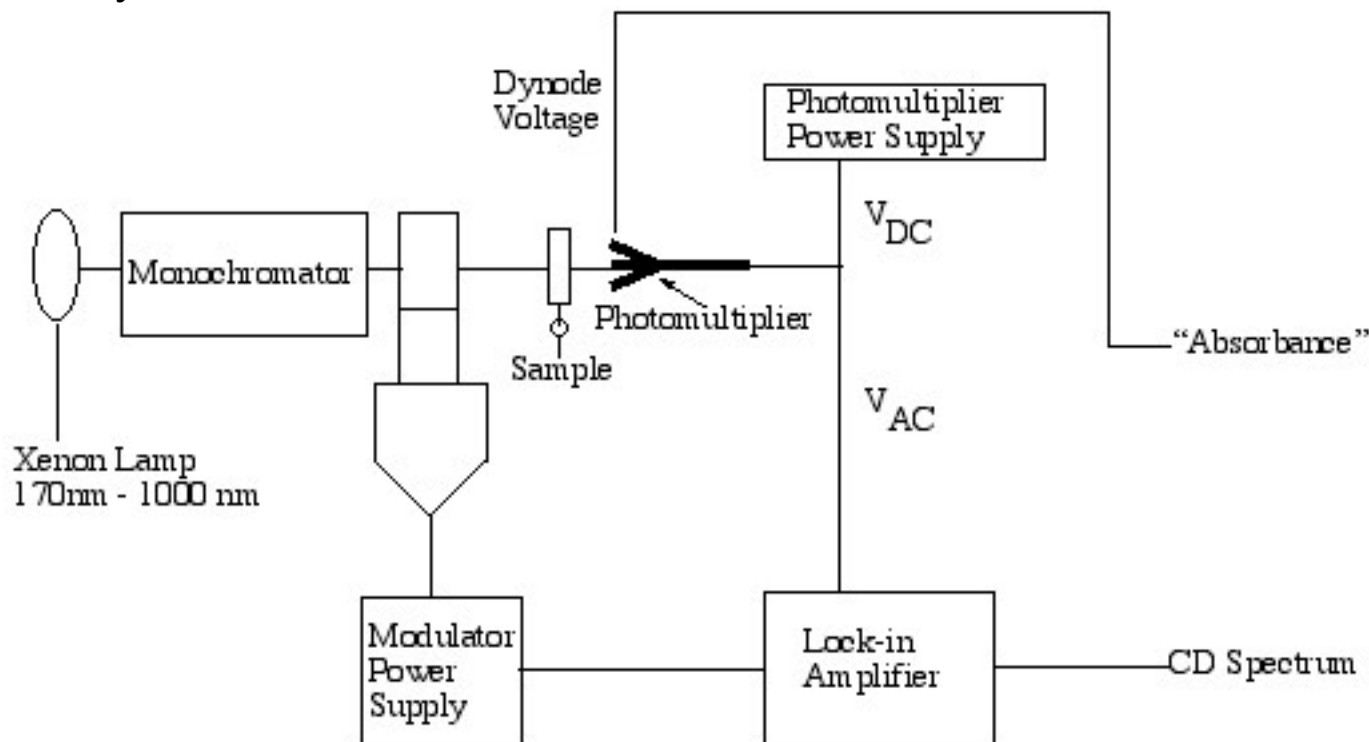 Dynode
Voltage
Photomultiplier
Power Supply
V DC
Monochromator
Photomultiplier
"Absorbance"
Sample
V AC
Xenon Lamp
170nm - 1000 nm
Modulator
Power
Supply
Lock-in
Amplifier
CD Spectrum